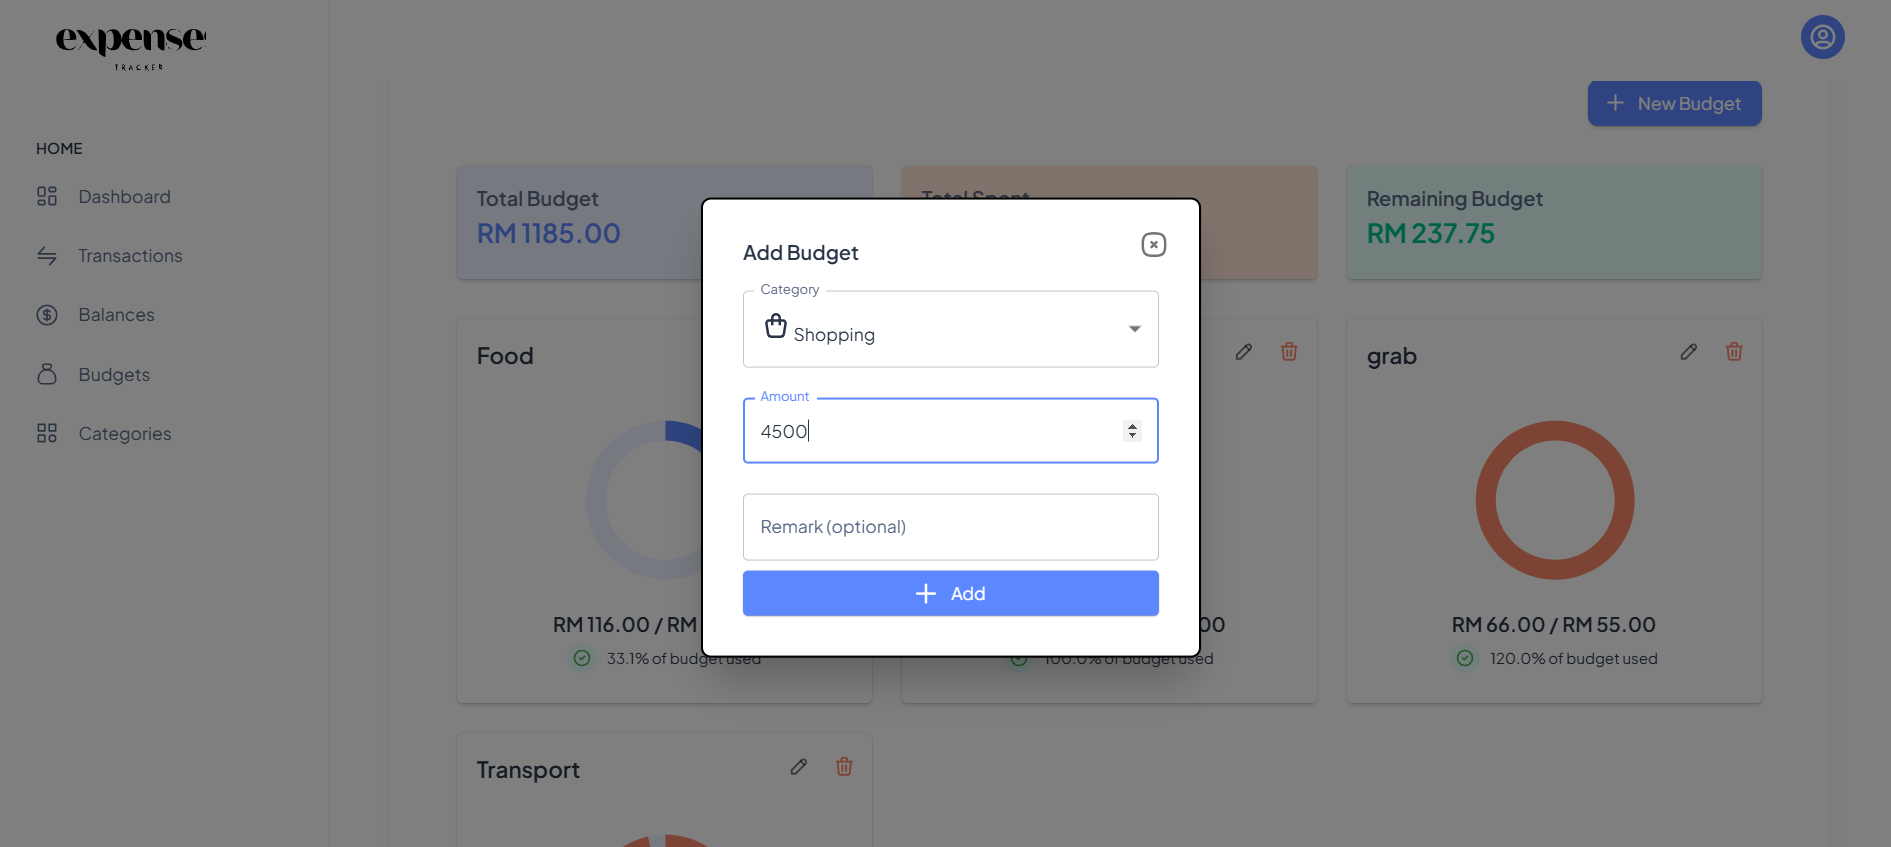 expense
TRACKER
HOME
Dashboard
Transactions
Balances
Budgets
Categories
New Budget
Total Budget
RM 1185.00
Total Spent
Remaining Budget
RM 237.75
Add Budget
Category
Shopping
Amount
4500
Remark (optional)
Add
Food
RM 116.00 / RM
33.1% of budget used
00
100.0% of budget used
grab
RM 66.00 / RM 55.00
120.0% of budget used
Transport